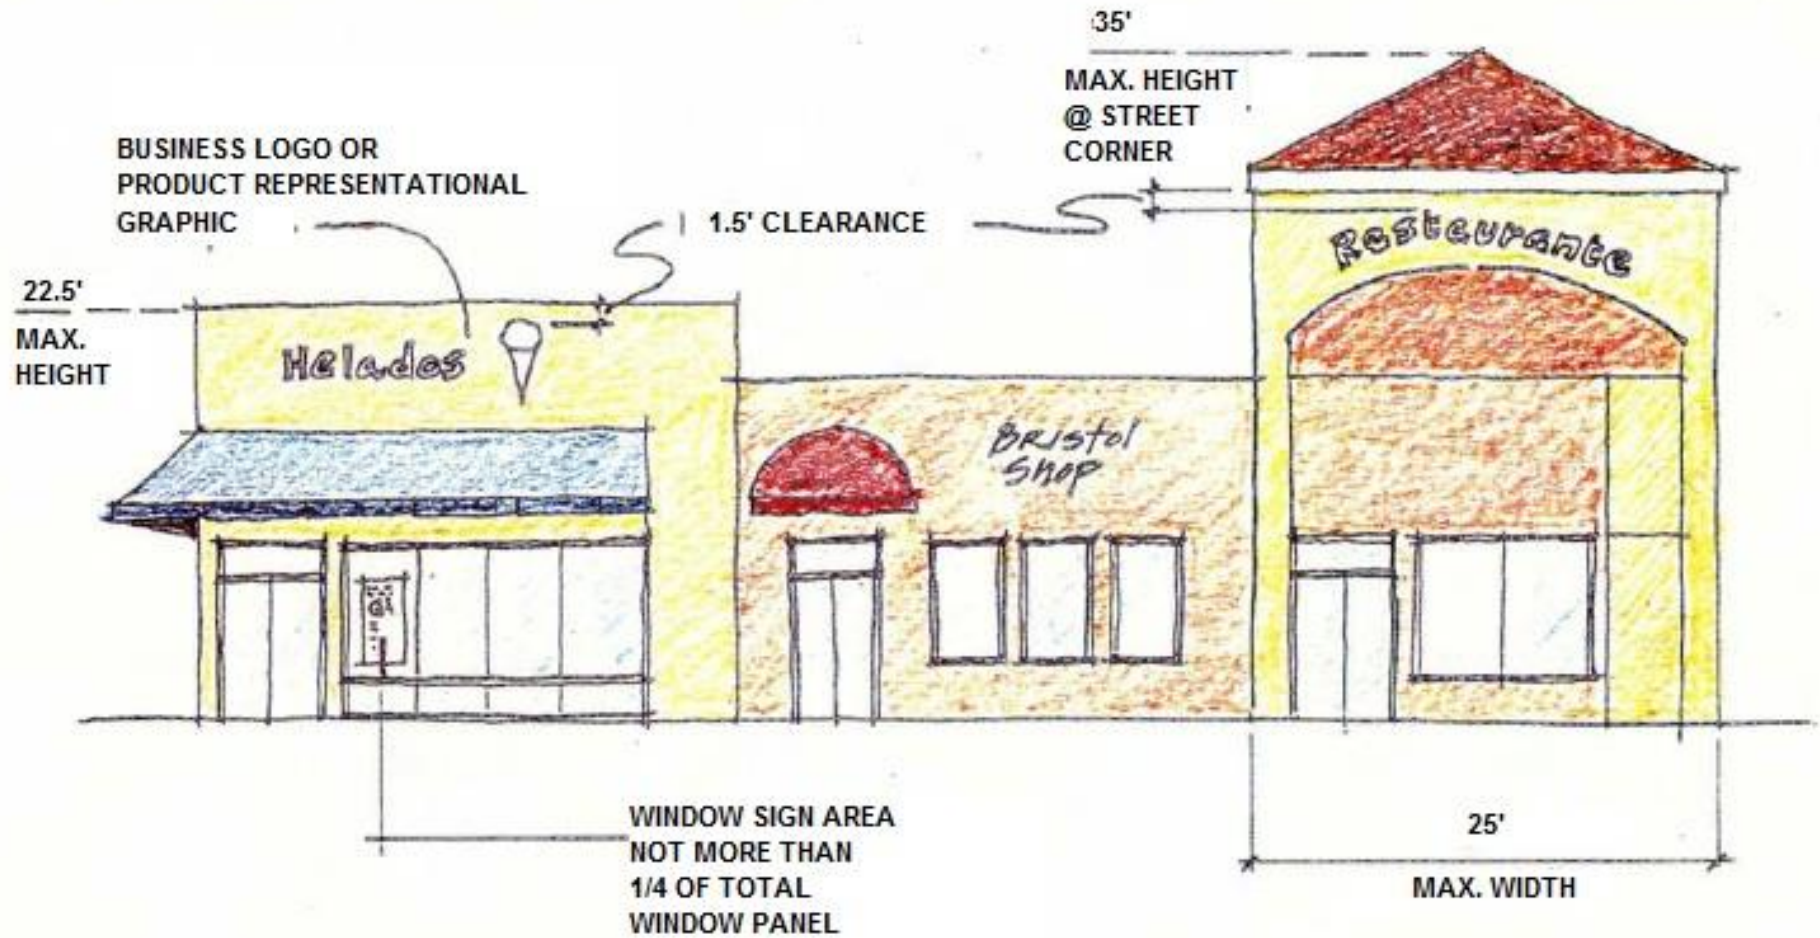 35'
MAX. HEIGHT
@ STREET
CORNER
BUSINESS LOGO OR
PRODUCT REPRESENTATIONAL
GRAPHIC
1.5' CLEARANCE
22.5'
MAX.
HEIGHT
Helados
Restaurante
Bristol
Shop
WINDOW SIGN AREA
NOT MORE THAN
1/4 OF TOTAL
WINDOW PANEL
25'
MAX. WIDTH